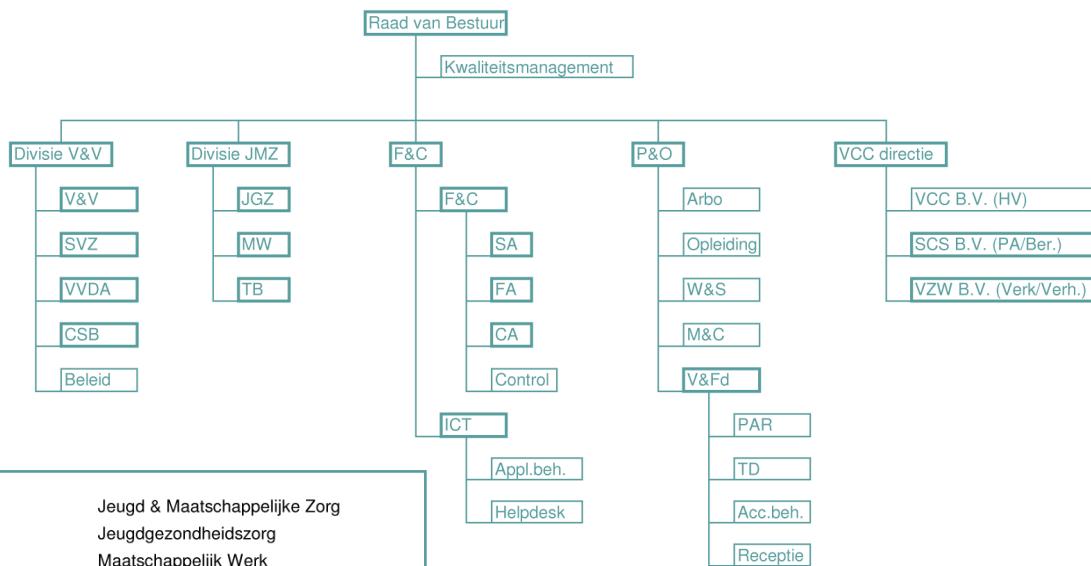 Raad van Bestuur
Kwaliteitsmanagement
Divisie V&V
Divisie JMZ
F&C
P&O
VCC directie
V&V
SVZ
VVDA
CSB
Beleid
JGZ
MW
TB
F&C
SA
FA
CA
Control
ICT
Appl.beh.
Helpdesk
Arbo
Opleiding
W&S
M&C
V&Fd
PAR
TD
Acc.beh.
Receptie
VCC B.V. (HV)
SCS B.V. (PA/Ber.)
VZW B.V. (Verk/Verh.)
Jeugd & Maatschappelijke Zorg
Jeugdgezondheidszorg
Maatschappelijk Werk